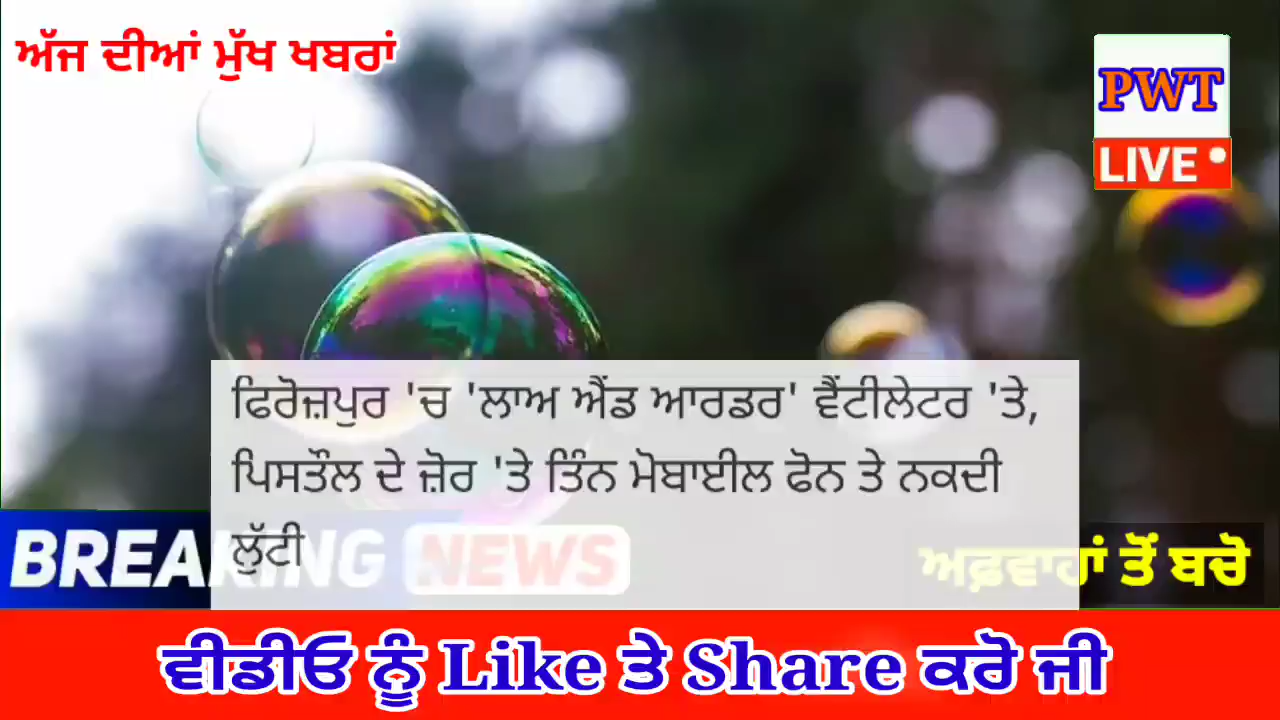 ਅੱਜ ਦੀਆਂ ਮੁੱਖ ਖਬਰਾਂ
PWT
LIVE
ਫਿਰੋਜ਼ਪੁਰ 'ਚ 'ਲਾਅ ਐਂਡ ਆਰਡਰ' ਵੈਂਟੀਲੇਟਰ 'ਤੇ,
ਪਿਸਤੌਲ ਦੇ ਜ਼ੋਰ 'ਤੇ ਤਿੰਨ ਮੋਬਾਈਲ ਫੋਨ ਤੇ ਨਕਦੀ
ਲੁੱਟੀ
BREAKING NEWS
ਅਫ਼ਵਾਹਾਂ ਤੋਂ ਬਚੋ
ਵੀਡੀਓ ਨੂੰ Like ਤੇ Share ਕਰੋ ਜੀ